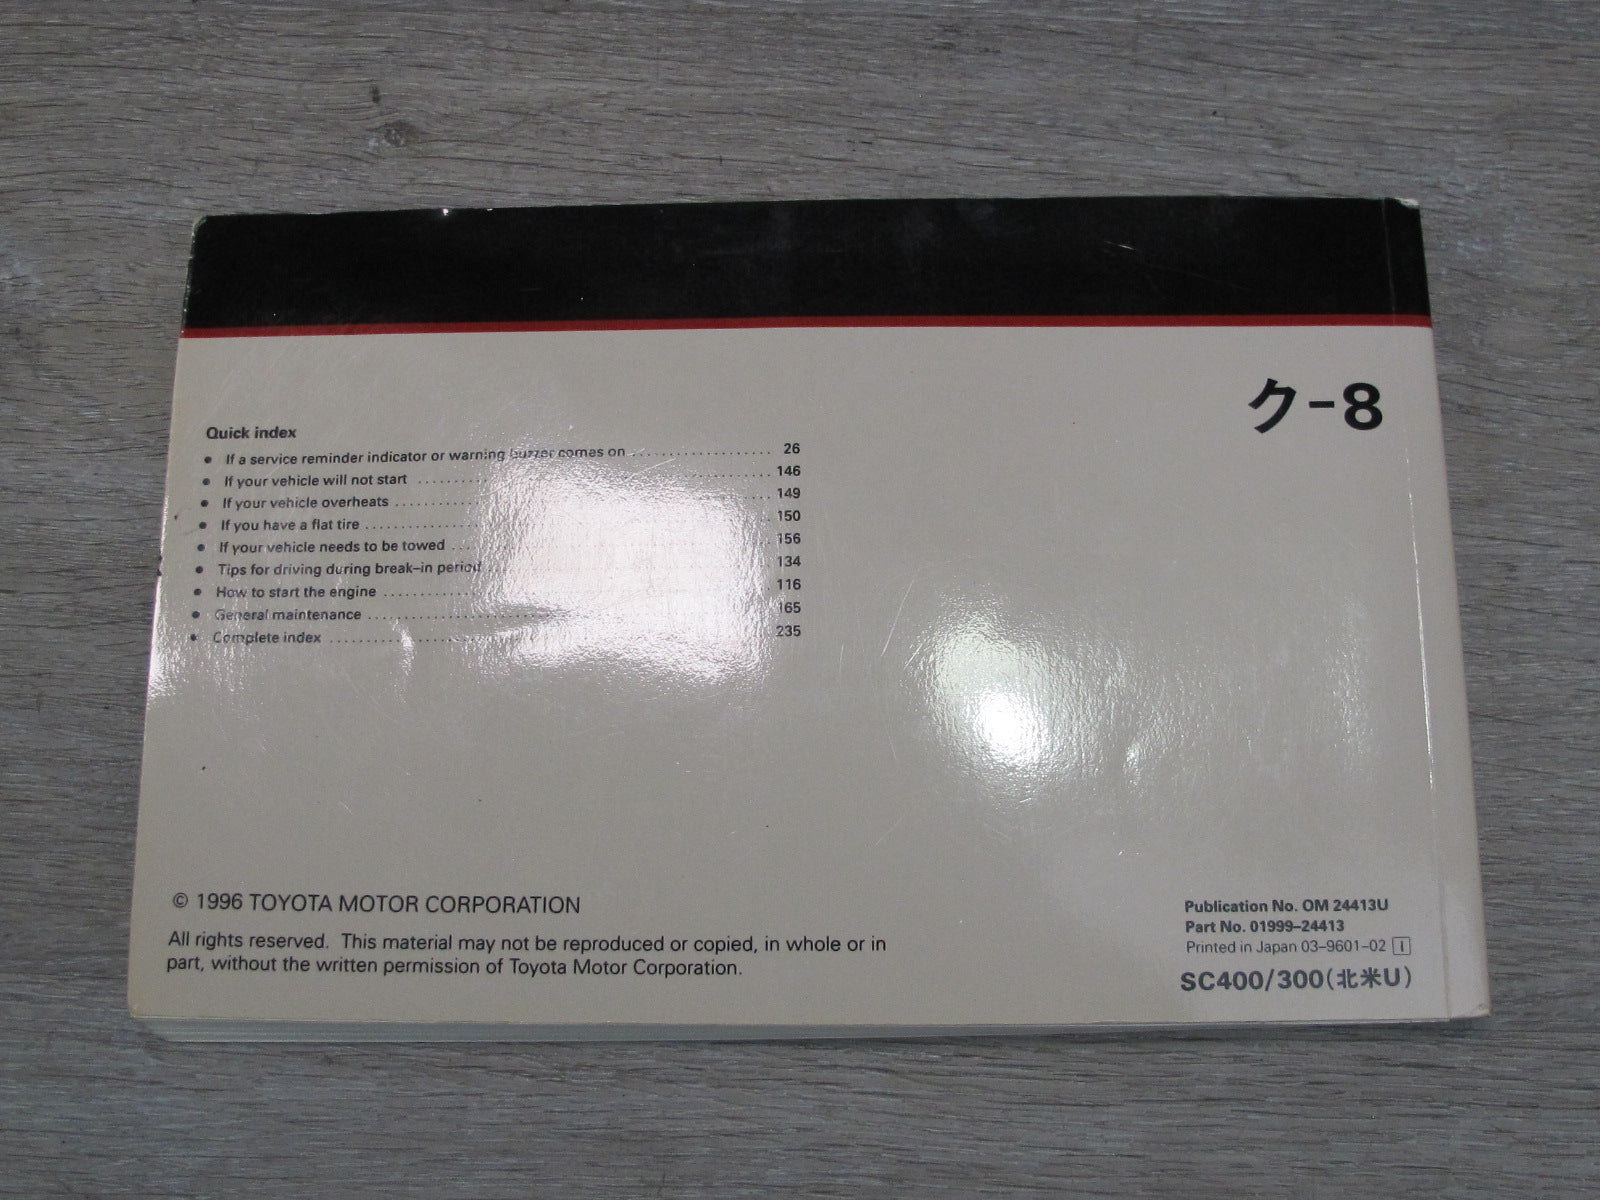 ク-8
Quick index
● If a service reminder indicator or warning buzzer comes on .................. 26
● If your vehicle will not start .................. 146
● If your vehicle overheats .................. 149
● If you have a flat tire .................. 150
● If your vehicle needs to be towed .................. 156
● Tips for driving during break–in period .................. 134
● How to start the engine .................. 116
● General maintenance .................. 165
● Complete index .................. 235
© 1996 TOYOTA MOTOR CORPORATION
All rights reserved. This material may not be reproduced or copied, in whole or in
part, without the written permission of Toyota Motor Corporation.
Publication No. OM 24413U
Part No. 01999–24413
Printed in Japan 03–9601–02 I
SC400/300(北米U)